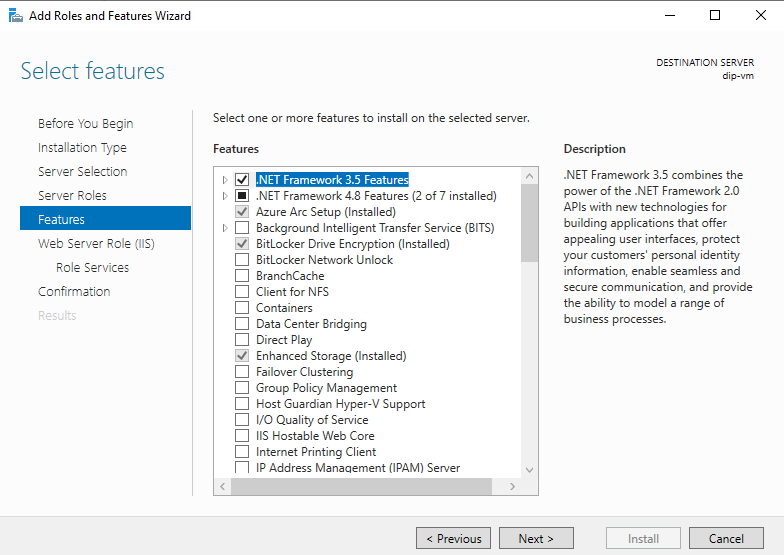 Add Roles and Features Wizard
Select features
DESTINATION SERVER
dip-vm
Before You Begin
Installation Type
Server Selection
Server Roles
Features
Web Server Role (IIS)
Role Services
Confirmation
Results
Select one or more features to install on the selected server.
Features
.NET Framework 3.5 Features
.NET Framework 4.8 Features (2 of 7 installed)
Azure Arc Setup (Installed)
Background Intelligent Transfer Service (BITS)
BitLocker Drive Encryption (Installed)
BitLocker Network Unlock
BranchCache
Client for NFS
Containers
Data Center Bridging
Direct Play
Enhanced Storage (Installed)
Failover Clustering
Group Policy Management
Host Guardian Hyper-V Support
I/O Quality of Service
IIS Hostable Web Core
Internet Printing Client
IP Address Management (IPAM) Server
Description
.NET Framework 3.5 combines the
power of the .NET Framework 2.0
APIs with new technologies for
building applications that offer
appealing user interfaces, protect
your customers' personal identity
information, enable seamless and
secure communication, and provide
the ability to model a range of
business processes.
< Previous
Next >
Install
Cancel